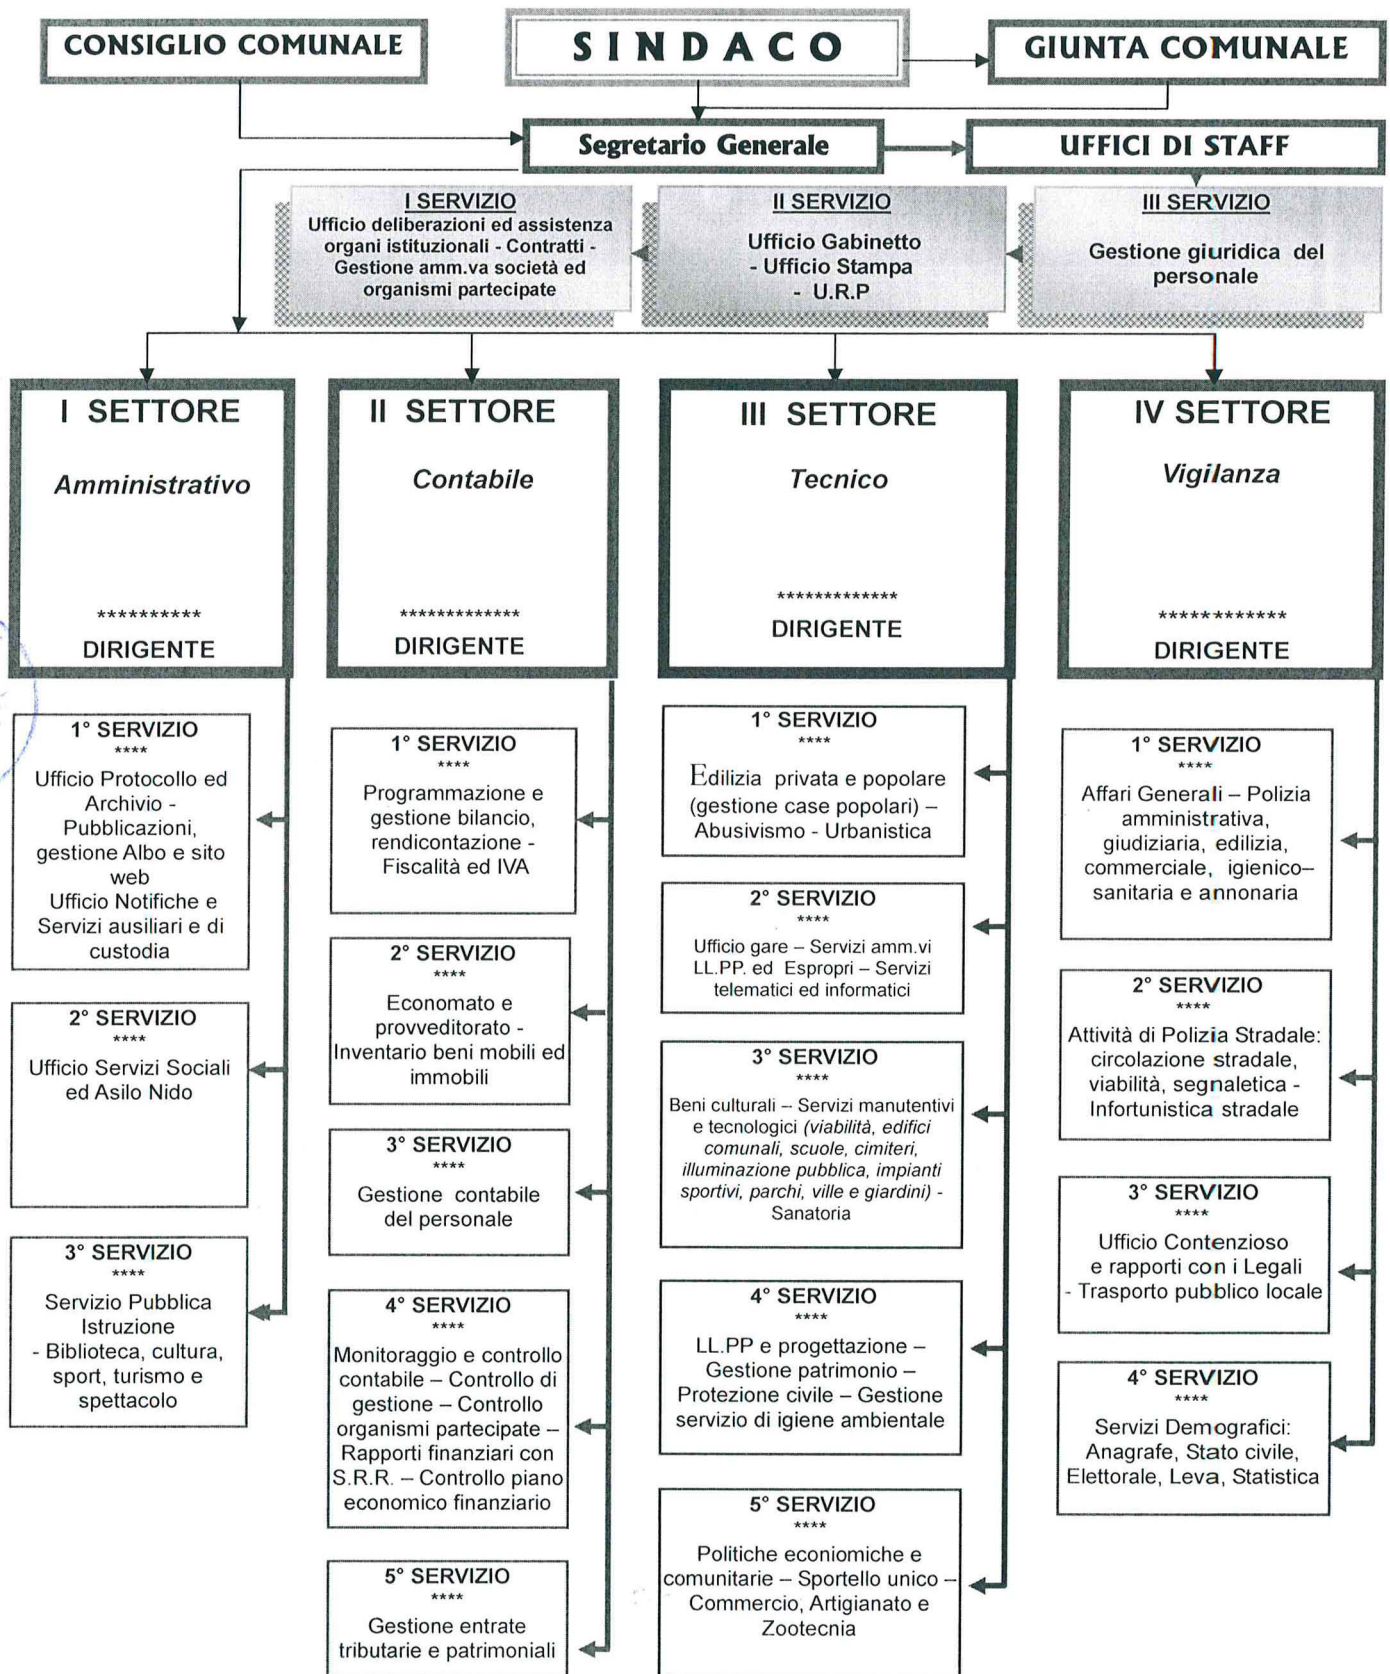 CONSIGLIO COMUNALE
SINDACO
GIUNTA COMUNALE
Segretario Generale
UFFICI DI STAFF
I SERVIZIO
Ufficio deliberazioni ed assistenza
organi istituzionali - Contratti -
Gestione amm.va società ed
organismi partecipate
II SERVIZIO
Ufficio Gabinetto
- Ufficio Stampa
- U.R.P
III SERVIZIO
Gestione giuridica del
personale
I SETTORE
Amministrativo
**********
DIRIGENTE
II SETTORE
Contabile
*************
DIRIGENTE
III SETTORE
Tecnico
*************
DIRIGENTE
IV SETTORE
Vigilanza
************
DIRIGENTE
1° SERVIZIO
****
Ufficio Protocollo ed
Archivio -
Pubblicazioni,
gestione Albo e sito
web
Ufficio Notifiche e
Servizi ausiliari e di
custodia
2° SERVIZIO
****
Ufficio Servizi Sociali
ed Asilo Nido
3° SERVIZIO
****
Servizio Pubblica
Istruzione
- Biblioteca, cultura,
sport, turismo e
spettacolo
1° SERVIZIO
****
Programmazione e
gestione bilancio,
rendicontazione -
Fiscalità ed IVA
2° SERVIZIO
****
Economato e
provveditorato -
Inventario beni mobili ed
immobili
3° SERVIZIO
****
Gestione contabile
del personale
4° SERVIZIO
****
Monitoraggio e controllo
contabile – Controllo di
gestione – Controllo
organismi partecipate –
Rapporti finanziari con
S.R.R. – Controllo piano
economico finanziario
5° SERVIZIO
****
Gestione entrate
tributarie e patrimoniali
1° SERVIZIO
****
Edilizia privata e popolare
(gestione case popolari) –
Abusivismo - Urbanistica
2° SERVIZIO
****
Ufficio gare – Servizi amm.vi
LL.PP. ed Espropri – Servizi
telematici ed informatici
3° SERVIZIO
****
Beni culturali – Servizi manutentivi
e tecnologici (viabilità, edifici
comunali, scuole, cimiteri,
illuminazione pubblica, impianti
sportivi, parchi, ville e giardini) -
Sanatoria
4° SERVIZIO
****
LL.PP e progettazione –
Gestione patrimonio –
Protezione civile – Gestione
servizio di igiene ambientale
5° SERVIZIO
****
Politiche econiomiche e
comunitarie – Sportello unico –
Commercio, Artigianato e
Zootecnia
1° SERVIZIO
****
Affari Generali – Polizia
amministrativa,
giudiziaria, edilizia,
commerciale, igienico–
sanitaria e annonaria
2° SERVIZIO
****
Attività di Polizia Stradale:
circolazione stradale,
viabilità, segnaletica -
Infortunistica stradale
3° SERVIZIO
****
Ufficio Contenzioso
e rapporti con i Legali
- Trasporto pubblico locale
4° SERVIZIO
****
Servizi Demografici:
Anagrafe, Stato civile,
Elettorale, Leva, Statistica